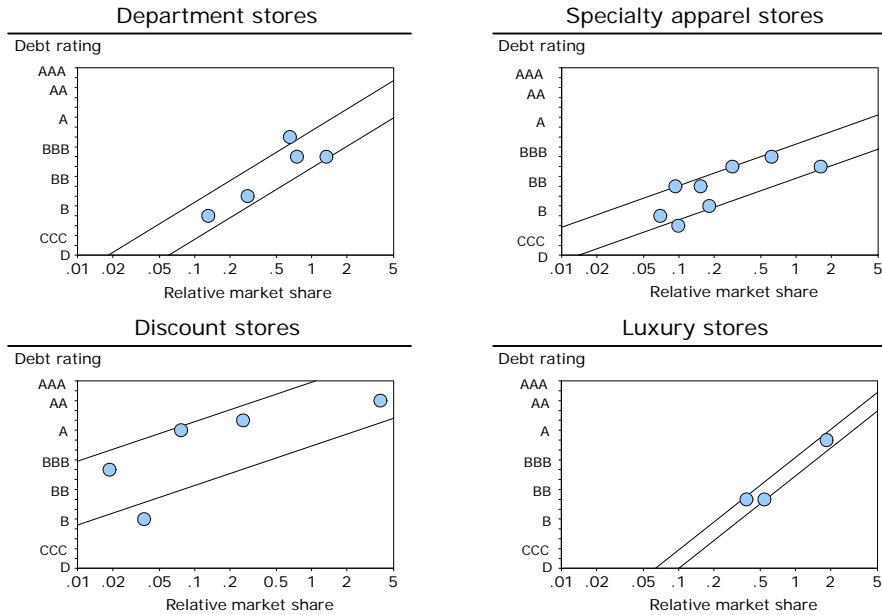 Department stores
Debt rating
AAA
AA
A
BBB
BB
B
CCC
D
.01 .02 .05 .1 .2 .5 1 2 5
Relative market share
Specialty apparel stores
Debt rating
AAA
AA
A
BBB
BB
B
CCC
D
.01 .02 .05 .1 .2 .5 1 2 5
Relative market share
Discount stores
Debt rating
AAA
AA
A
BBB
BB
B
CCC
D
.01 .02 .05 .1 .2 .5 1 2 5
Relative market share
Luxury stores
Debt rating
AAA
AA
A
BBB
BB
B
CCC
D
.01 .02 .05 .1 .2 .5 1 2 5
Relative market share